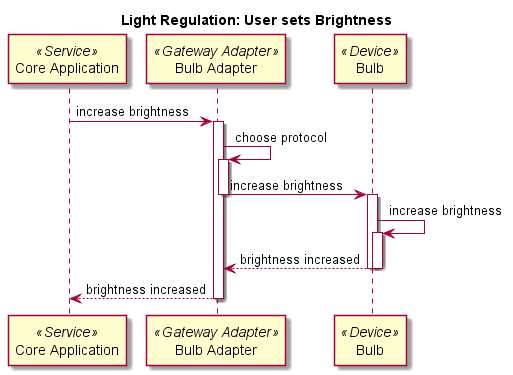 Light Regulation: User sets Brightness
«Service»
Core Application
«Gateway Adapter»
Bulb Adapter
«Device»
Bulb
increase brightness
choose protocol
increase brightness
increase brightness
brightness increased
brightness increased
«Service»
Core Application
«Gateway Adapter»
Bulb Adapter
«Device»
Bulb